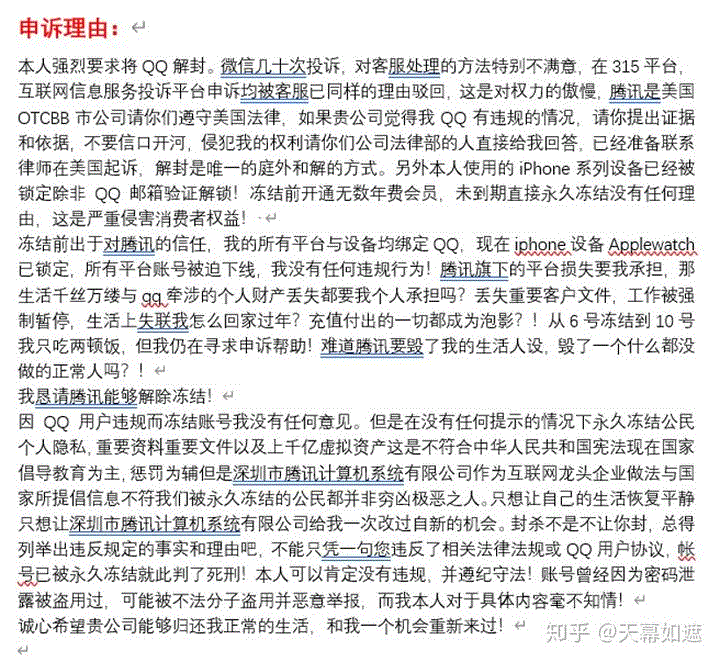 申诉理由：
本人强烈要求将 QQ 解封。微信几十次投诉，对客服处理的方法特别不满意，在 315 平台，
互联网信息服务投诉平台申诉均被客服已同样的理由驳回，这是对权力的傲慢，腾讯是美国
OTCBB 市公司请你们遵守美国法律，如果贵公司觉得我 QQ 有违规的情况，请你提出证据
和依据，不要信口开河，侵犯我的权利请你们公司法律部的人直接给我回答，已经准备联系
律师在美国起诉，解封是唯一的庭外和解的方式。另外本人使用的 iPhone 系列设备已经被
锁定除非 QQ 邮箱验证解锁！冻结前开通无数年费会员，未到期直接永久冻结没有任何理
由，这是严重侵害消费者权益！
冻结前出于对腾讯的信任，我的所有平台与设备均绑定 QQ，现在 iphone 设备 Applewatch
已锁定，所有平台账号被迫下线，我没有任何违规行为！腾讯旗下的平台损失要我承担，那
生活千丝万缕与 qq 牵涉的个人财产丢失都要我个人承担吗？丢失重要客户文件，工作被强
制暂停，生活上失联我怎么回家过年？充值付出的一切都成为泡影？！从 6 号冻结到 10 号
我只吃两顿饭，但我仍在寻求申诉帮助！难道腾讯要毁了我的生活人设，毁了一个什么都没
做的正常人吗？！
我恳请腾讯能够解除冻结！
因 QQ 用户违规而冻结账号我没有任何意见。但是在没有任何提示的情况下永久冻结公民
个人隐私，重要资料重要文件以及上千亿虚拟资产这是不符合中华人民共和国宪法现在国家
倡导教育为主，惩罚为辅但是深圳市腾讯计算机系统有限公司作为互联网龙头企业做法与国
家所提倡信息不符我们被永久冻结的公民都并非穷凶极恶之人。只想让自己的生活恢复平静
只想让深圳市腾讯计算机系统有限公司给我一次改过自新的机会。封杀不是不让你封，总得
列举出违反规定的事实和理由吧，不能只凭一句您违反了相关法律法规或 QQ 用户协议，帐
号已被永久冻结就此判了死刑！本人可以肯定没有违规，并遵纪守法！账号曾经因为密码泄
露被盗用过，可能被不法分子盗用并恶意举报，而我本人对于具体内容毫不知情！
诚心希望贵公司能够归还我正常的生活，和我一个机会重新来过！
知乎 @天幕如遮